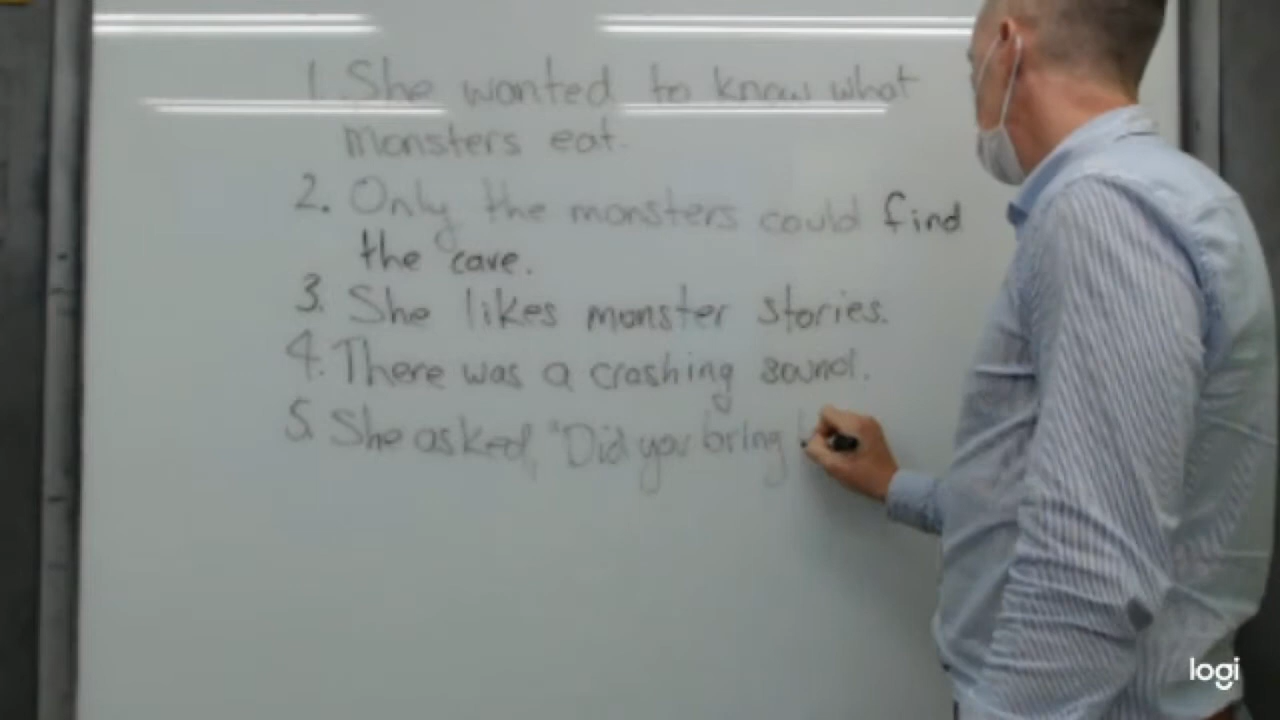 1. She wanted to know what
monsters eat.
2. Only the monsters could find
the cave.
3. She likes monster stories.
4. There was a crashing sound.
5. She asked, "Did you bring
logi